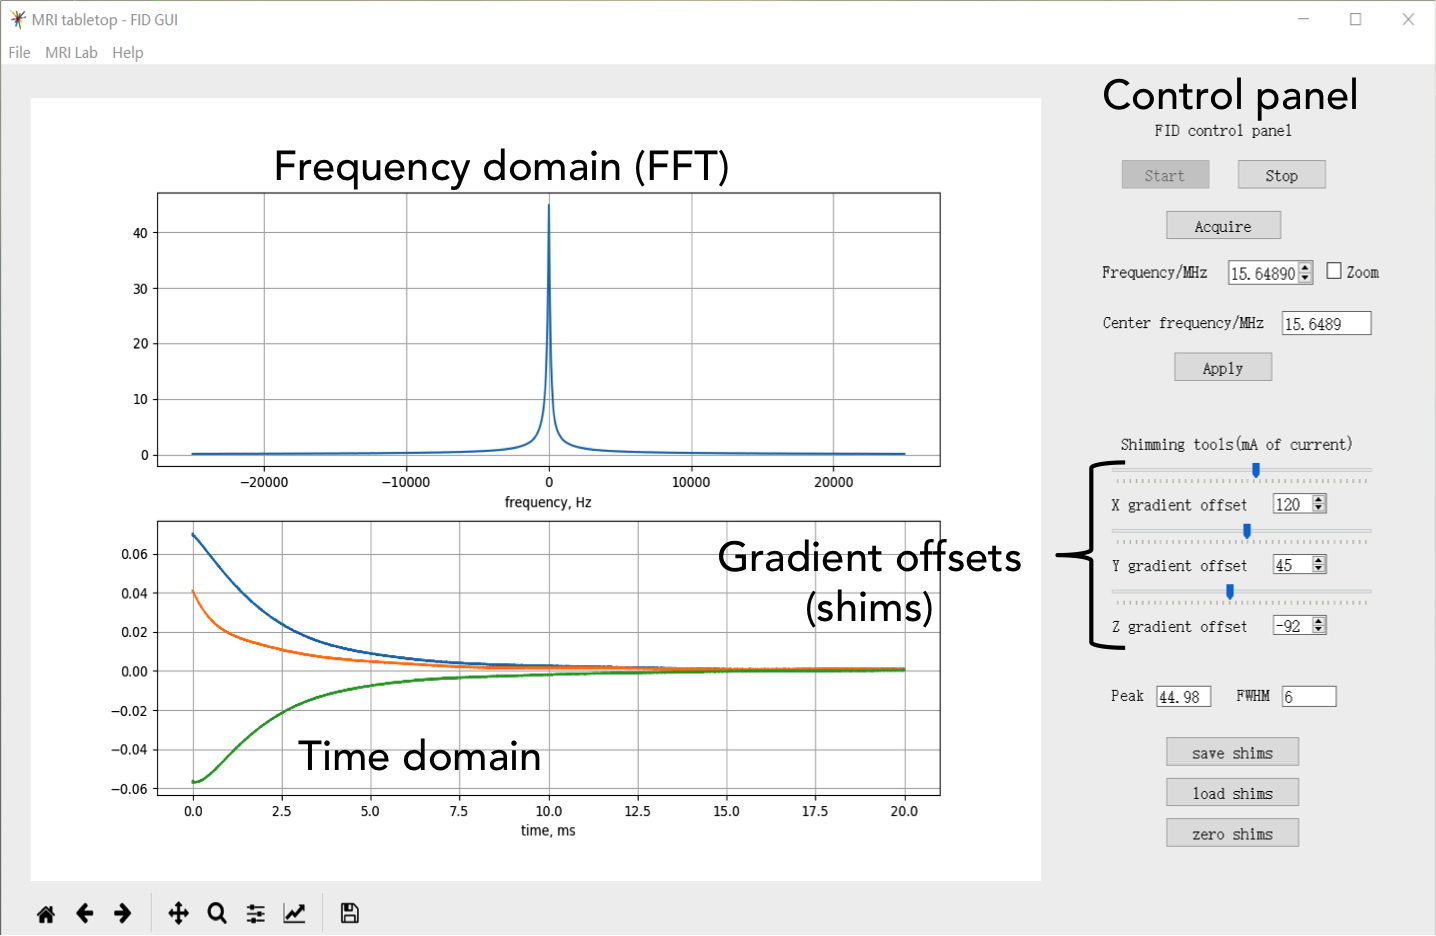 MRI tabletop - FID GUI
File MRI Lab Help
Control panel
FID control panel
Start Stop
Acquire
Frequency/MHz 15.64890 Zoom
Center frequency/MHz 15.6489
Apply
Frequency domain (FFT)
40
30
20
10
0
−20000 −10000 0 10000 20000
frequency, Hz
Shimming tools(mA of current)
X gradient offset 120
Y gradient offset 45
Z gradient offset -92
Gradient offsets
(shims)
0.06
0.04
0.02
0.00
−0.02
−0.04
−0.06
Time domain
0.0 2.5 5.0 7.5 10.0 12.5 15.0 17.5 20.0
time, ms
Peak 44.98 FWHM 6
save shims
load shims
zero shims